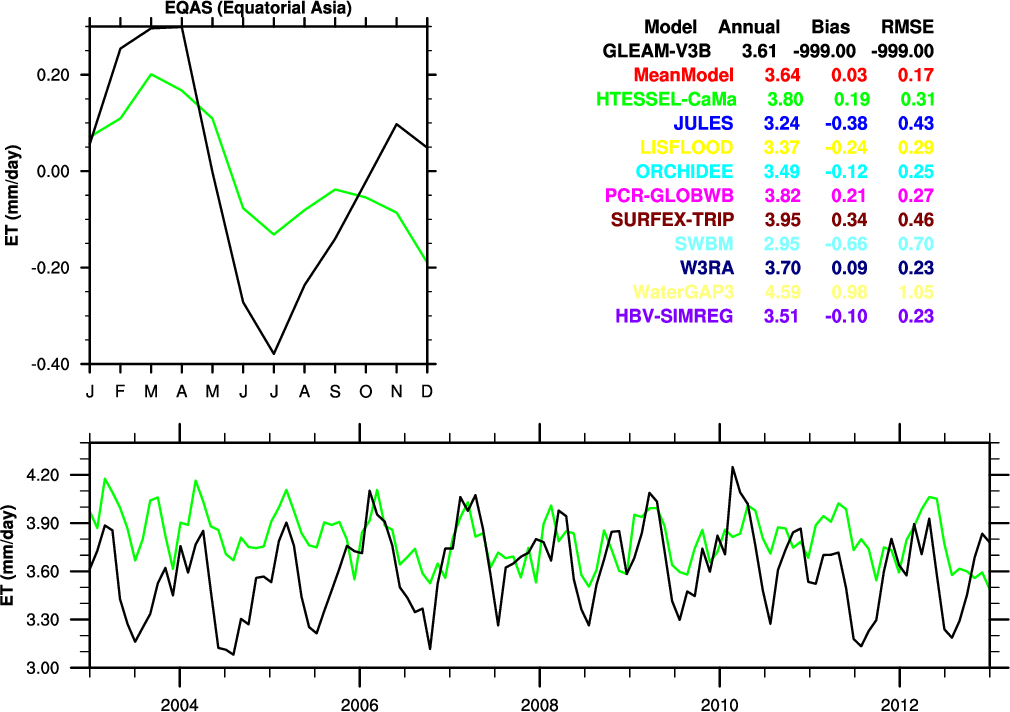 EQAS (Equatorial Asia)
ET (mm/day)
0.20
0.00
-0.20
-0.40
J F M A M J J A S O N D
Model Annual Bias RMSE
GLEAM-V3B 3.61 -999.00 -999.00
MeanModel 3.64 0.03 0.17
HTESSEL-CaMa 3.80 0.19 0.31
JULES 3.24 -0.38 0.43
LISFLOOD 3.37 -0.24 0.29
ORCHIDEE 3.49 -0.12 0.25
PCR-GLOBWB 3.82 0.21 0.27
SURFEX-TRIP 3.95 0.34 0.46
SWBM 2.95 -0.66 0.70
W3RA 3.70 0.09 0.23
WaterGAP3 4.59 0.98 1.05
HBV-SIMREG 3.51 -0.10 0.23
ET (mm/day)
4.20
3.90
3.60
3.30
3.00
2004 2006 2008 2010 2012